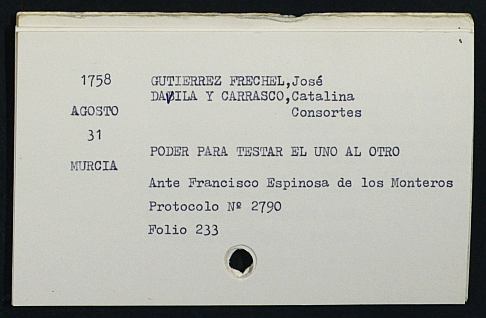 1758 GUTIERREZ FRECHEL,José
DAVILA Y CARRASCO,Catalina
AGOSTO Consortes
31
PODER PARA TESTAR EL UNO AL OTRO
MURCIA
Ante Francisco Espinosa de los Monteros
Protocolo Nº 2790
Folio 233